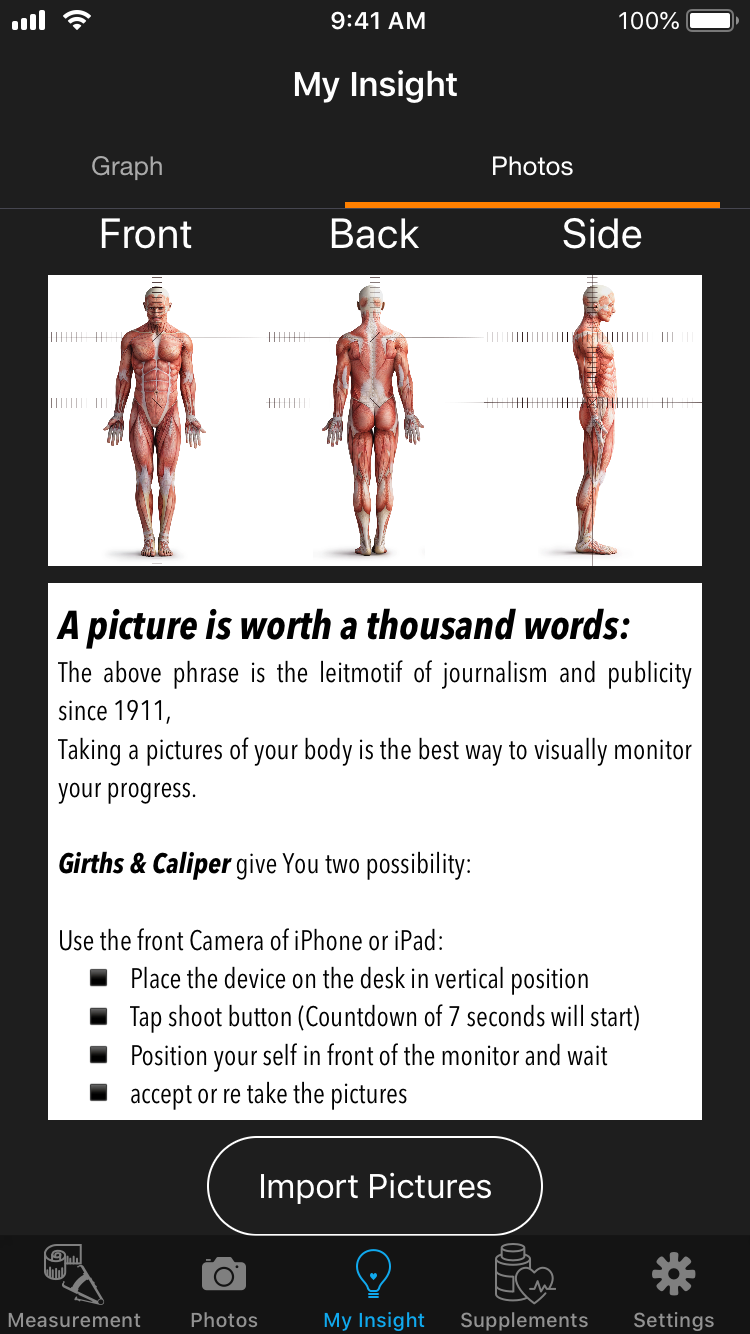 9:41 AM
100%
My Insight
Graph
Photos
Front
Back
Side
A picture is worth a thousand words:
The above phrase is the leitmotif of journalism and publicity
since 1911,
Taking a pictures of your body is the best way to visually monitor
your progress.
Girths & Caliper give You two possibility:
Use the front Camera of iPhone or iPad:
Place the device on the desk in vertical position
Tap shoot button (Countdown of 7 seconds will start)
Position your self in front of the monitor and wait
accept or re take the pictures
Import Pictures
Measurement
Photos
My Insight
Supplements
Settings